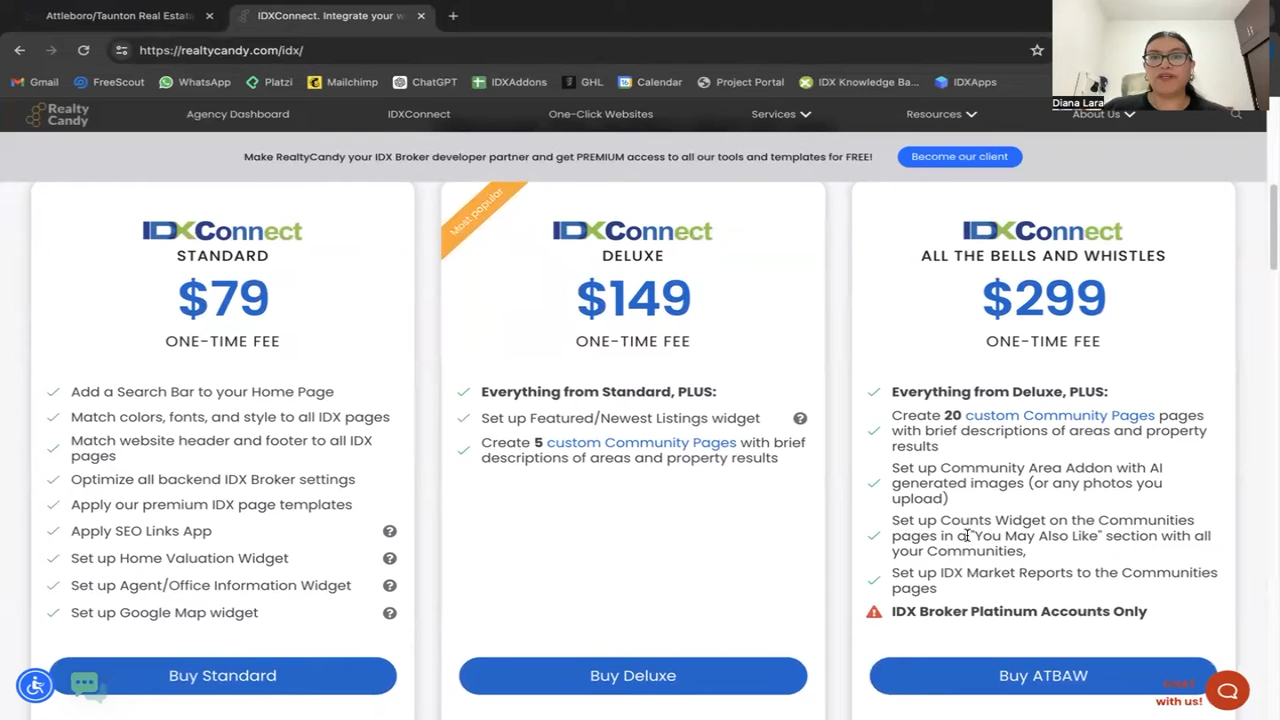 Attleboro/Taunton Real Estat
IDXConnect. Integrate your w
https://realtycandy.com/idx/
Gmail
FreeScout
WhatsApp
Platzi
Mailchimp
ChatGPT
IDXAddons
GHL
Calendar
Project Portal
IDX Knowledge Ba...
IDXApps
Diana Lara
Realty
Candy
Agency Dashboard
IDXConnect
One-Click Websites
Services
Resources
About Us
Make RealtyCandy your IDX Broker developer partner and get PREMIUM access to all our tools and templates for FREE!
Become our client
IDXConnect
STANDARD
$79
ONE-TIME FEE
Add a Search Bar to your Home Page
Match colors, fonts, and style to all IDX pages
Match website header and footer to all IDX
pages
Optimize all backend IDX Broker settings
Apply our premium IDX page templates
Apply SEO Links App
Set up Home Valuation Widget
Set up Agent/Office Information Widget
Set up Google Map widget
Buy Standard
Most popular
IDXConnect
DELUXE
$149
ONE-TIME FEE
Everything from Standard, PLUS:
Set up Featured/Newest Listings widget
Create 5 custom Community Pages with brief
descriptions of areas and property results
Buy Deluxe
IDXConnect
ALL THE BELLS AND WHISTLES
$299
ONE-TIME FEE
Everything from Deluxe, PLUS:
Create 20 custom Community Pages pages
with brief descriptions of areas and property
results
Set up Community Area Addon with AI
generated images (or any photos you
upload)
Set up Counts Widget on the Communities
pages in a "You May Also Like" section with all
your Communities,
Set up IDX Market Reports to the Communities
pages
IDX Broker Platinum Accounts Only
Buy ATBAW
CHAT
with us!